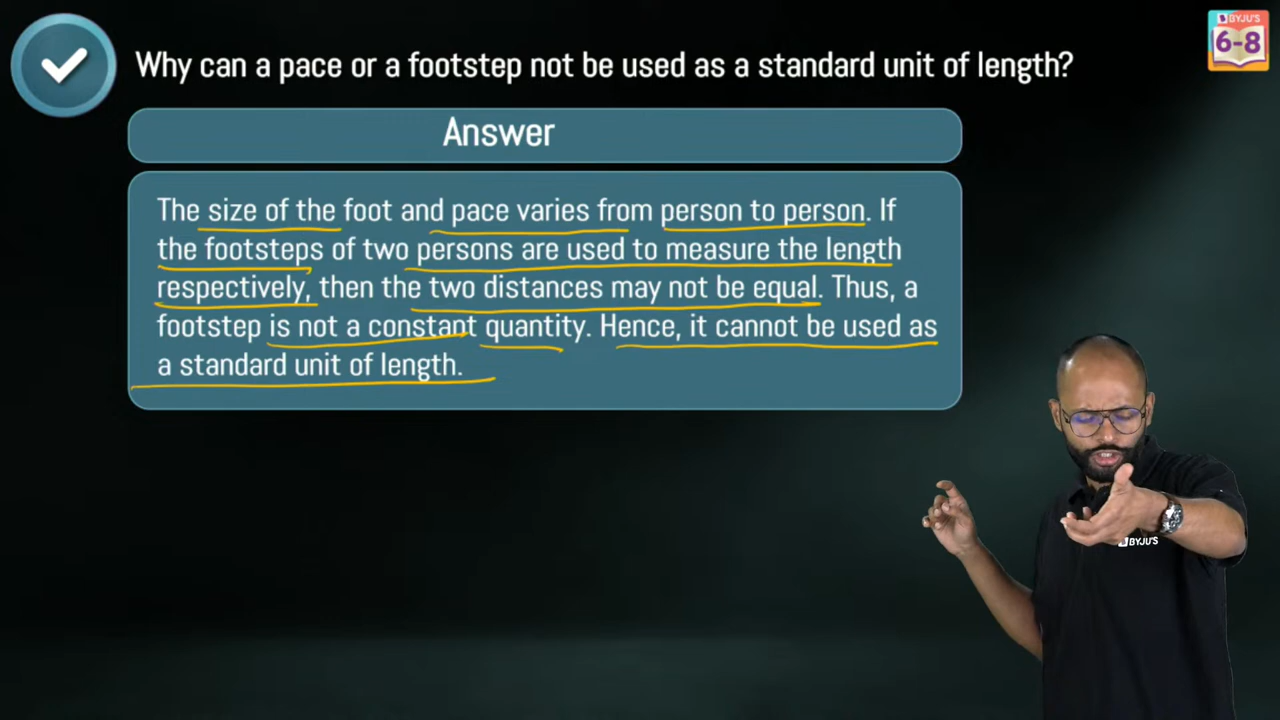 BYJU'S
6-8
Why can a pace or a footstep not be used as a standard unit of length?
Answer
The size of the foot and pace varies from person to person. If
the footsteps of two persons are used to measure the length
respectively, then the two distances may not be equal. Thus, a
footstep is not a constant quantity. Hence, it cannot be used as
a standard unit of length.
BYJU'S